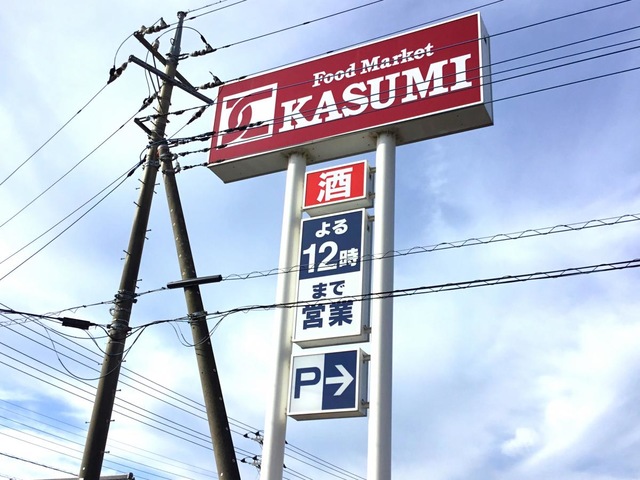 Food Market
KASUMI
酒
よる
12時
まで
営業
P→